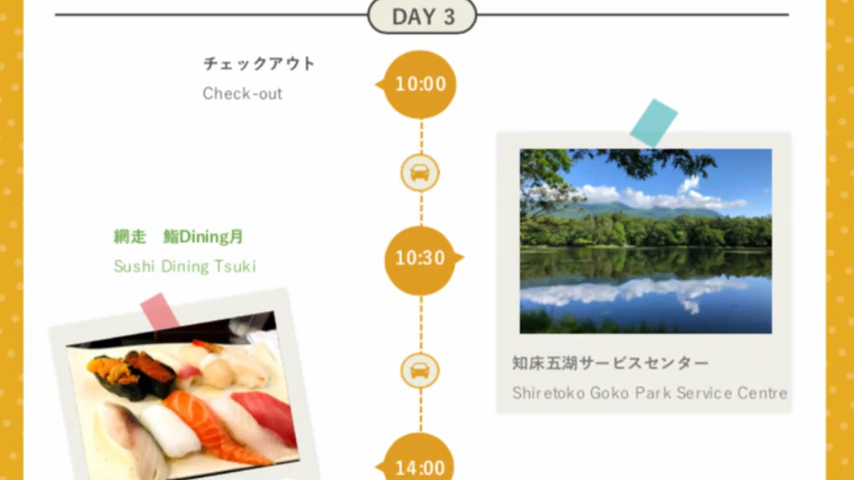 DAY 3
チェックアウト
Check-out
10:00
網走 鮨Dining月
Sushi Dining Tsuki
10:30
知床五湖サービスセンター
Shiretoko Goko Park Service Centre
14:00